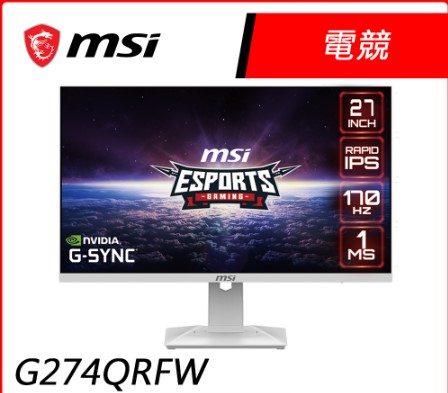 msi
電競
msi
ESPORTS
GAMING
27
INCH
RAPID
IPS
170
HZ
1
MS
NVIDIA
G-SYNC
msi
G274QRFW